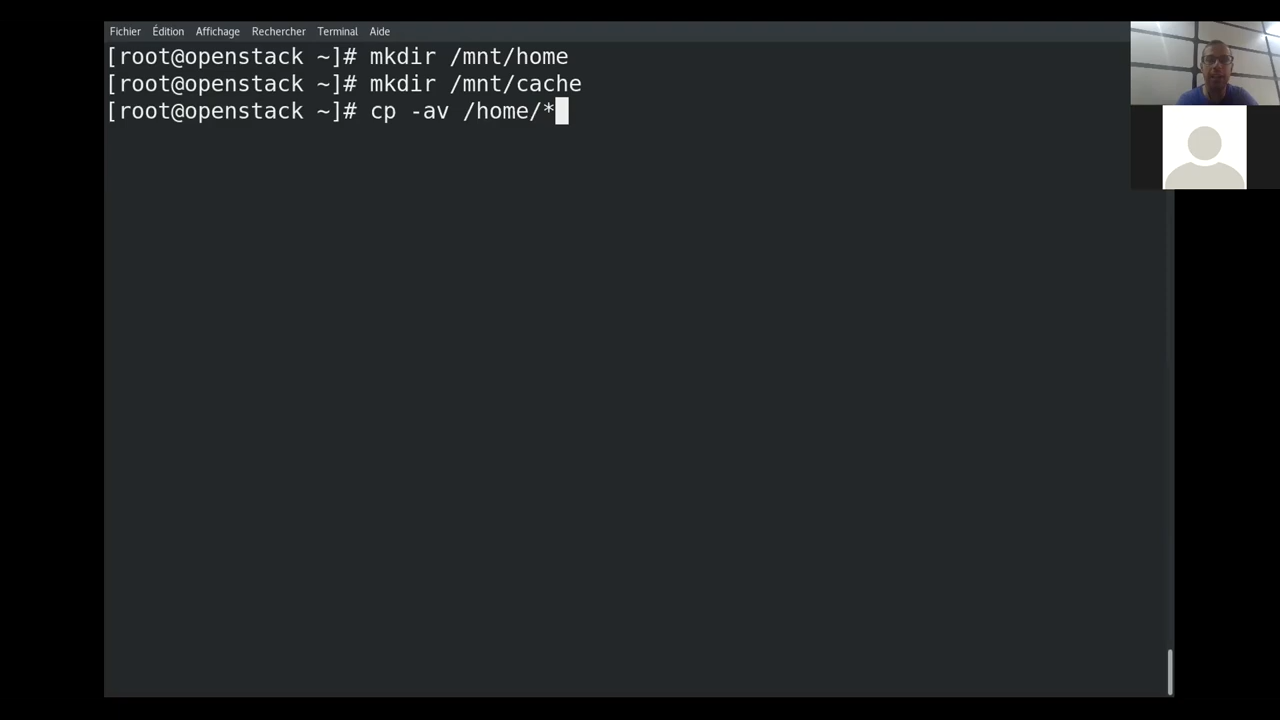 Fichier Édition Affichage Rechercher Terminal Aide
[root@openstack ~]# mkdir /mnt/home
[root@openstack ~]# mkdir /mnt/cache
[root@openstack ~]# cp -av /home/*